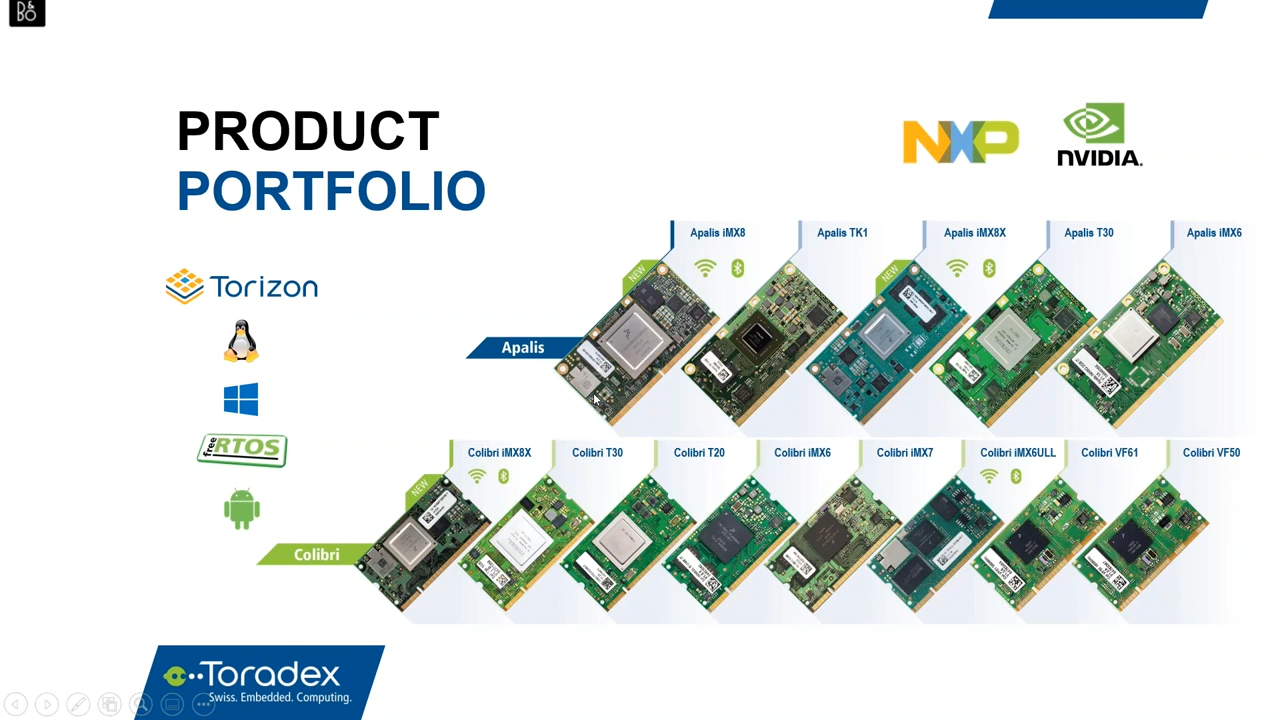 B&O
PRODUCT
PORTFOLIO
NXP
NVIDIA.
Torizon
free RTOS
Apalis
Apalis iMX8
Apalis TK1
Apalis iMX8X
Apalis T30
Apalis iMX6
NEW
NEW
Colibri
Colibri iMX8X
Colibri T30
Colibri T20
Colibri iMX6
Colibri iMX7
Colibri iMX6ULL
Colibri VF61
Colibri VF50
NEW
Toradex
Swiss. Embedded. Computing.